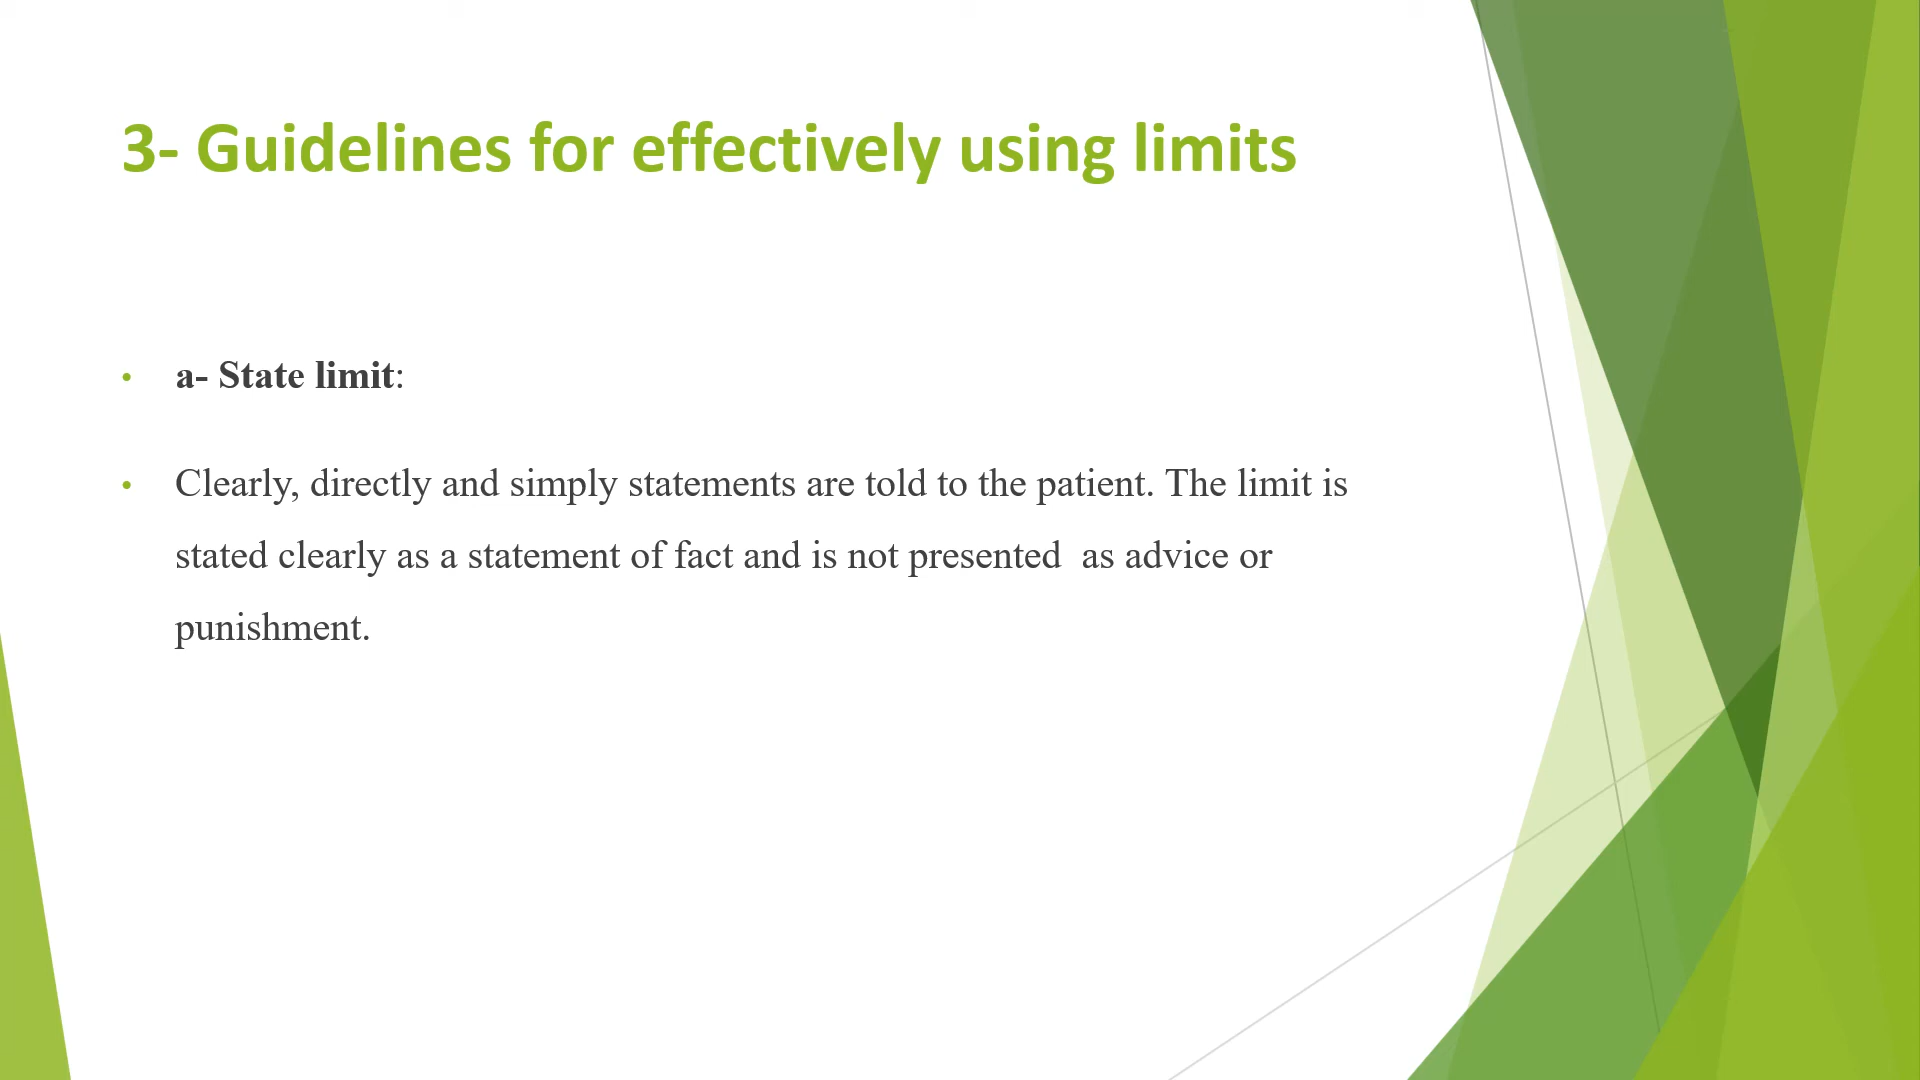 3- Guidelines for effectively using limits
• a- State limit:
• Clearly, directly and simply statements are told to the patient. The limit is
stated clearly as a statement of fact and is not presented  as advice or
punishment.